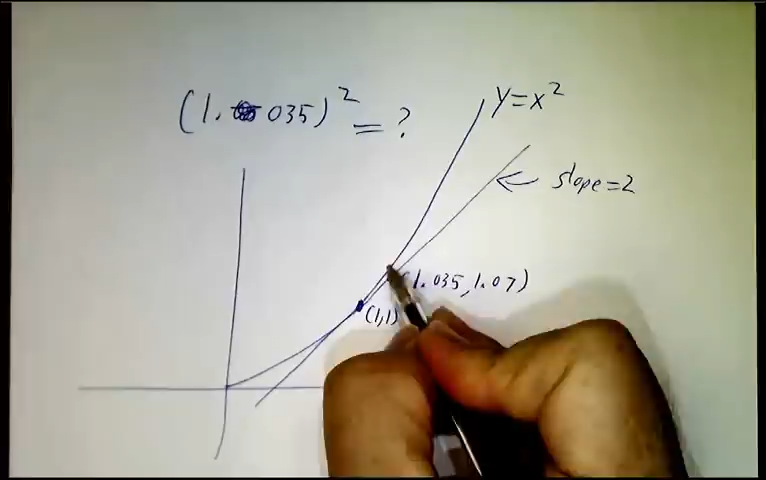 (1.035)² = ?
y=x²
slope=2
(1.035, 1.07)
(1,1)